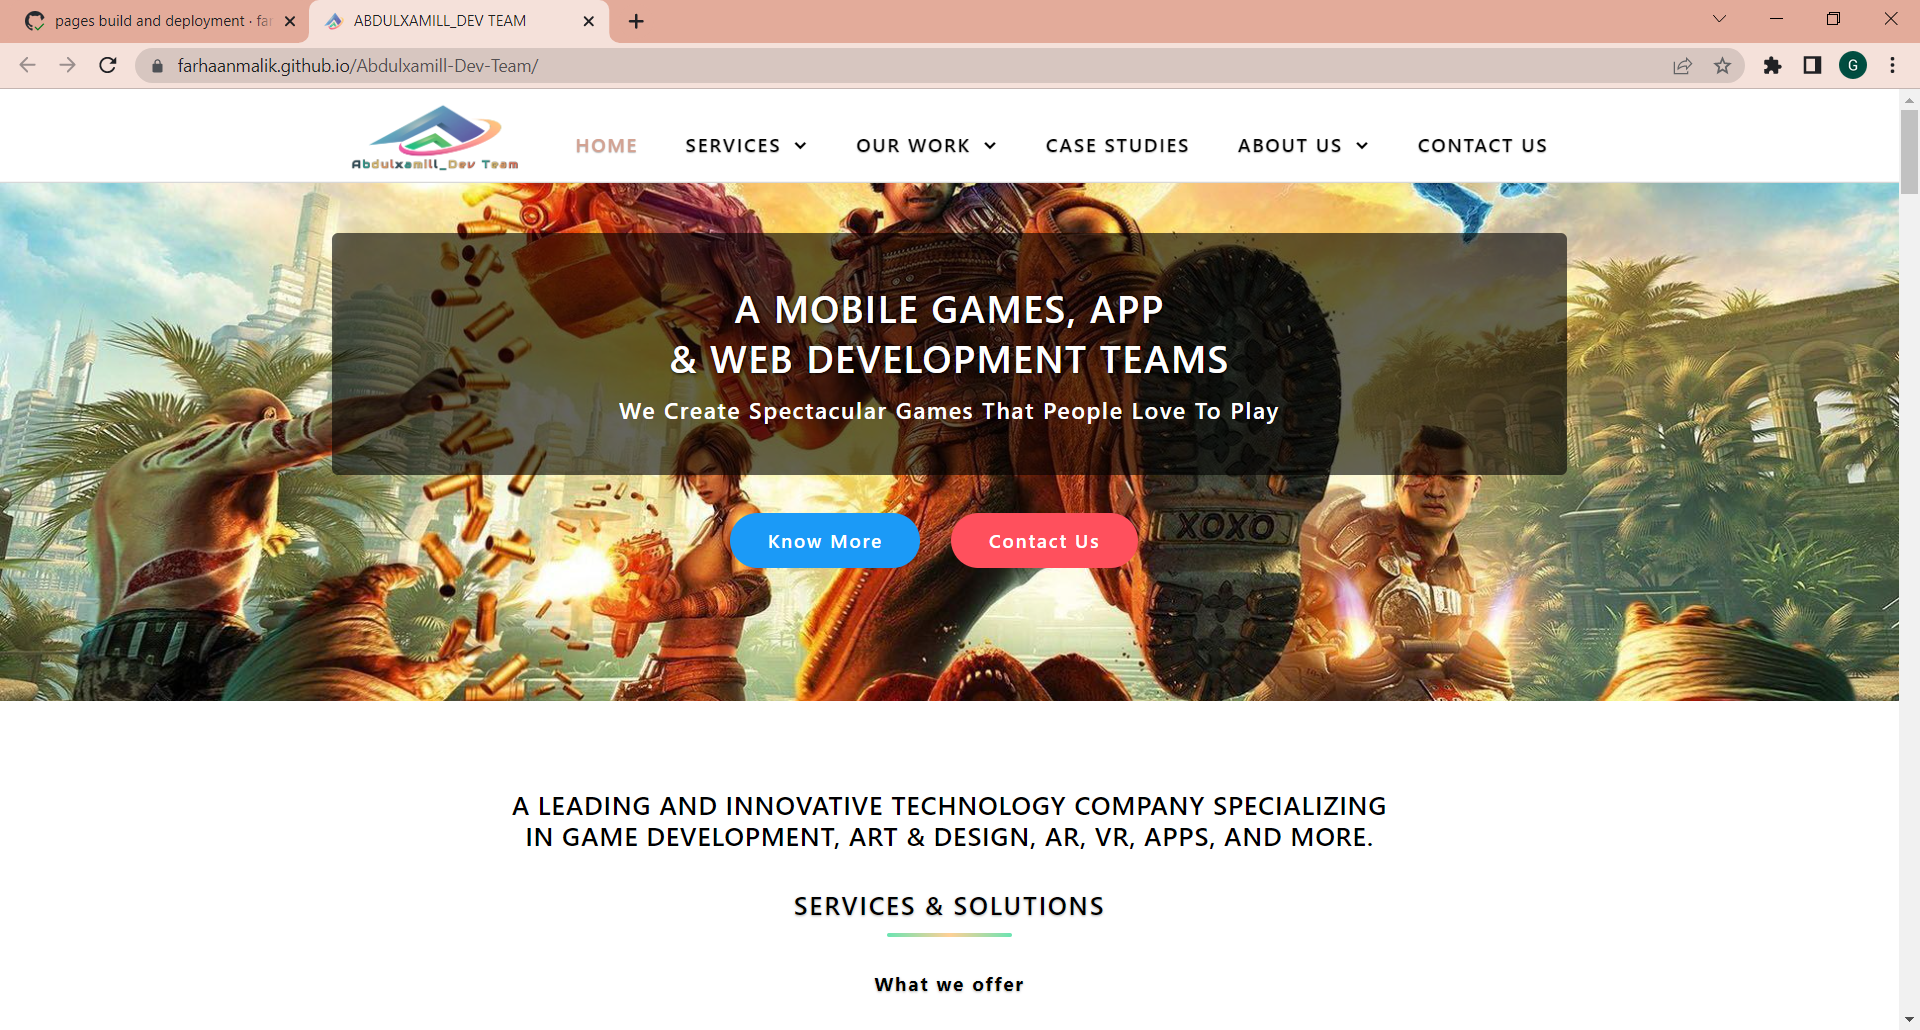 pages build and deployment · far
ABDULXAMILL_DEV TEAM
farhaanmalik.github.io/Abdulxamill-Dev-Team/
G
Abdulxamill_Dev Team
HOME
SERVICES
OUR WORK
CASE STUDIES
ABOUT US
CONTACT US
A MOBILE GAMES, APP
& WEB DEVELOPMENT TEAMS
We Create Spectacular Games That People Love To Play
XOXO
Know More
Contact Us
A LEADING AND INNOVATIVE TECHNOLOGY COMPANY SPECIALIZING
IN GAME DEVELOPMENT, ART & DESIGN, AR, VR, APPS, AND MORE.
SERVICES & SOLUTIONS
What we offer